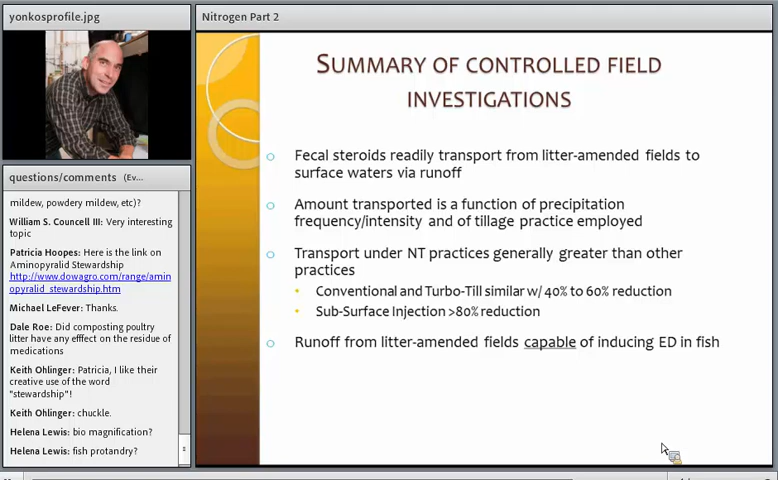 yonkosprofile.jpg
Nitrogen Part 2
questions/comments (Ev...
mildew, powdery mildew, etc)?
William S. Councell III: Very interesting
topic
Patricia Hoopes: Here is the link on
Aminopyralid Stewardship
http://www.dowagro.com/range/amin
opyralid_stewardship.htm
Michael LeFever: Thanks.
Dale Roe: Did composting poultry
litter have any efffect on the residue of
medications
Keith Ohlinger: Patricia, I like their
creative use of the word
"stewardship"!
Keith Ohlinger: chuckle.
Helena Lewis: bio magnification?
Helena Lewis: fish protandry?
SUMMARY OF CONTROLLED FIELD
INVESTIGATIONS
Fecal steroids readily transport from litter-amended fields to
surface waters via runoff
Amount transported is a function of precipitation
frequency/intensity and of tillage practice employed
Transport under NT practices generally greater than other
practices
Conventional and Turbo-Till similar w/ 40% to 60% reduction
Sub-Surface Injection >80% reduction
Runoff from litter-amended fields capable of inducing ED in fish